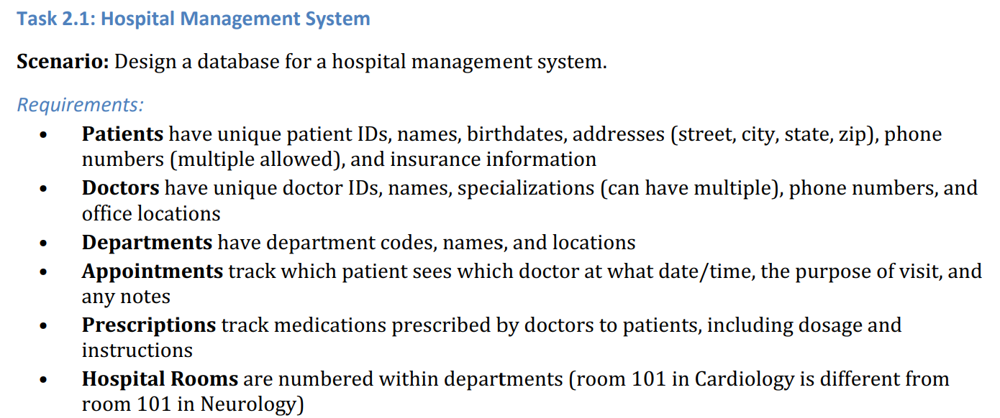 Task 2.1: Hospital Management System
Scenario: Design a database for a hospital management system.
Requirements:
• Patients have unique patient IDs, names, birthdates, addresses (street, city, state, zip), phone
numbers (multiple allowed), and insurance information
• Doctors have unique doctor IDs, names, specializations (can have multiple), phone numbers, and
office locations
• Departments have department codes, names, and locations
• Appointments track which patient sees which doctor at what date/time, the purpose of visit, and
any notes
• Prescriptions track medications prescribed by doctors to patients, including dosage and
instructions
• Hospital Rooms are numbered within departments (room 101 in Cardiology is different from
room 101 in Neurology)